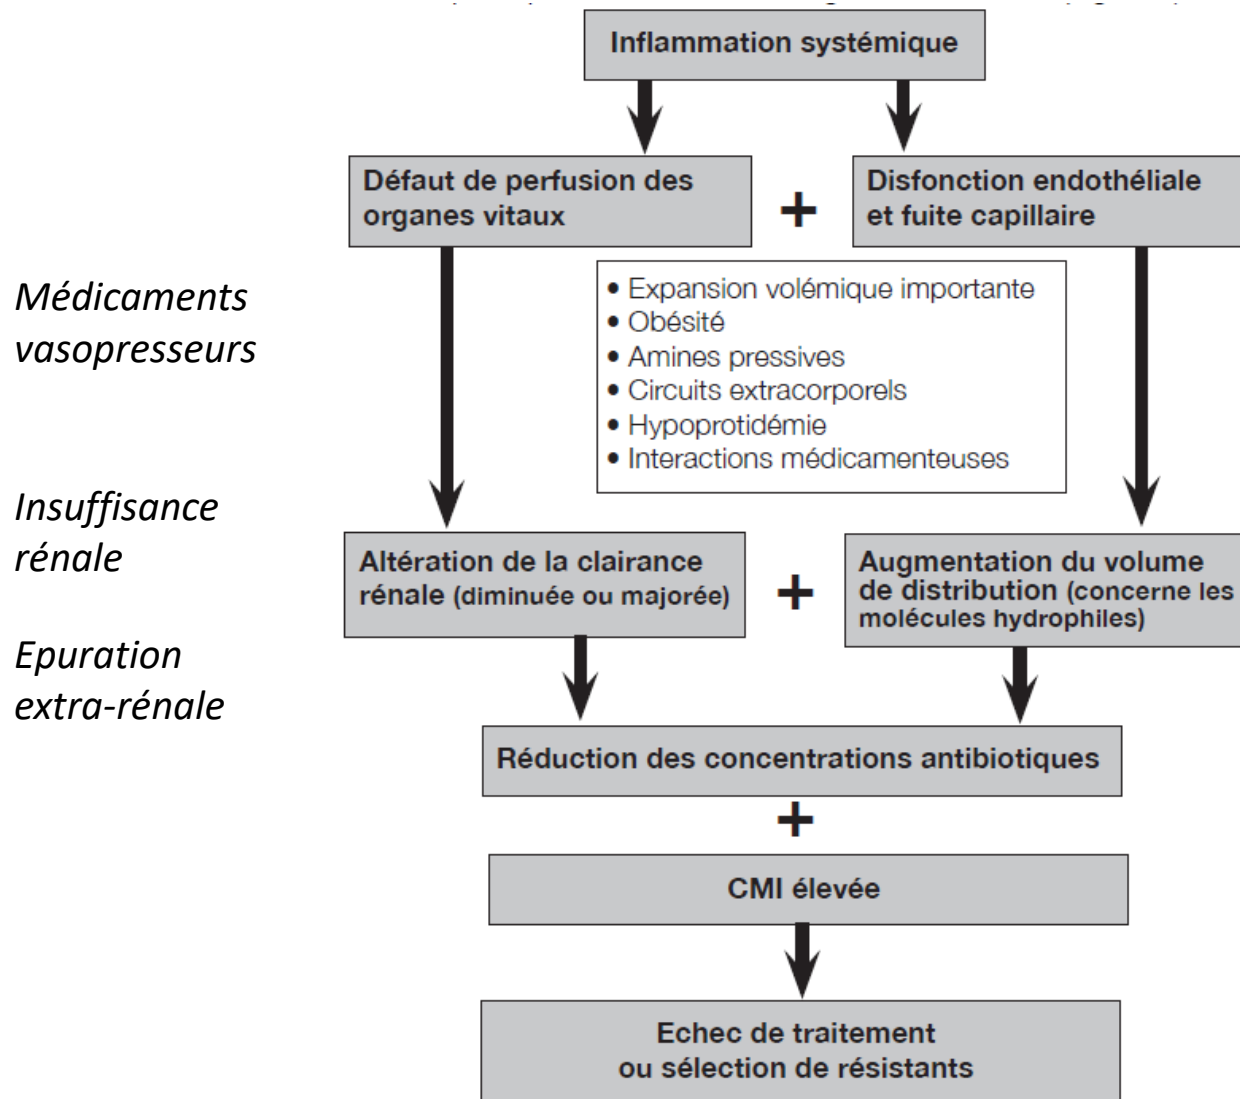 Inflammation systémique
Défaut de perfusion des
organes vitaux
+
Disfonction endothéliale
et fuite capillaire
Médicaments
vasopresseurs
• Expansion volémique importante
• Obésité
• Amines pressives
• Circuits extracorporels
• Hypoprotidémie
• Interactions médicamenteuses
Insuffisance
rénale
Altération de la clairance
rénale (diminuée ou majorée)
+
Augmentation du volume
de distribution (concerne les
molécules hydrophiles)
Epuration
extra-rénale
Réduction des concentrations antibiotiques
+
CMI élevée
Echec de traitement
ou sélection de résistants